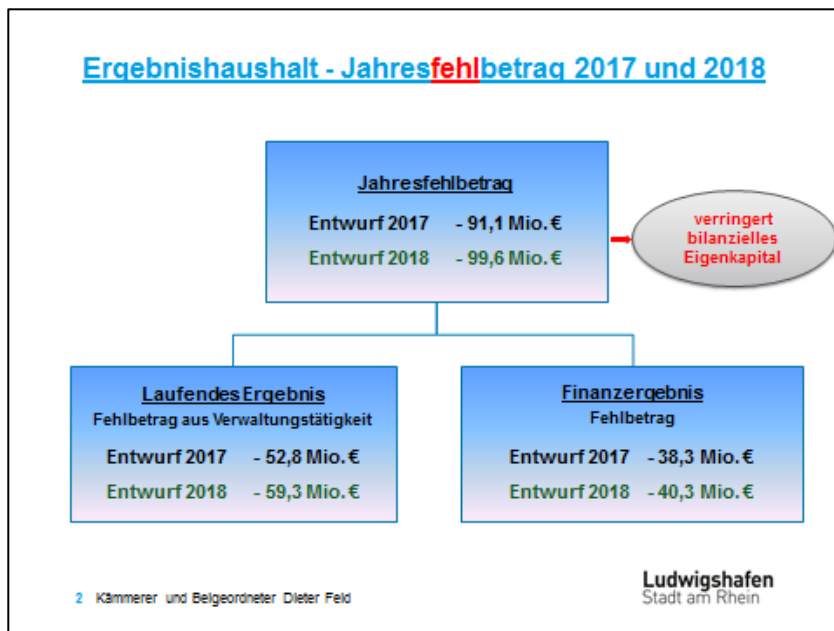 Ergebnishaushalt - Jahresfehlbetrag 2017 und 2018
Jahresfehlbetrag
Entwurf 2017 - 91,1 Mio. €
Entwurf 2018 - 99,6 Mio. €
verringert
bilanzielles
Eigenkapital
Laufendes Ergebnis
Fehlbetrag aus Verwaltungstätigkeit
Entwurf 2017 - 52,8 Mio. €
Entwurf 2018 - 59,3 Mio. €
Finanzergebnis
Fehlbetrag
Entwurf 2017 - 38,3 Mio. €
Entwurf 2018 - 40,3 Mio. €
2 Kämmerer und Beigeordneter Dieter Feid
Ludwigshafen
Stadt am Rhein